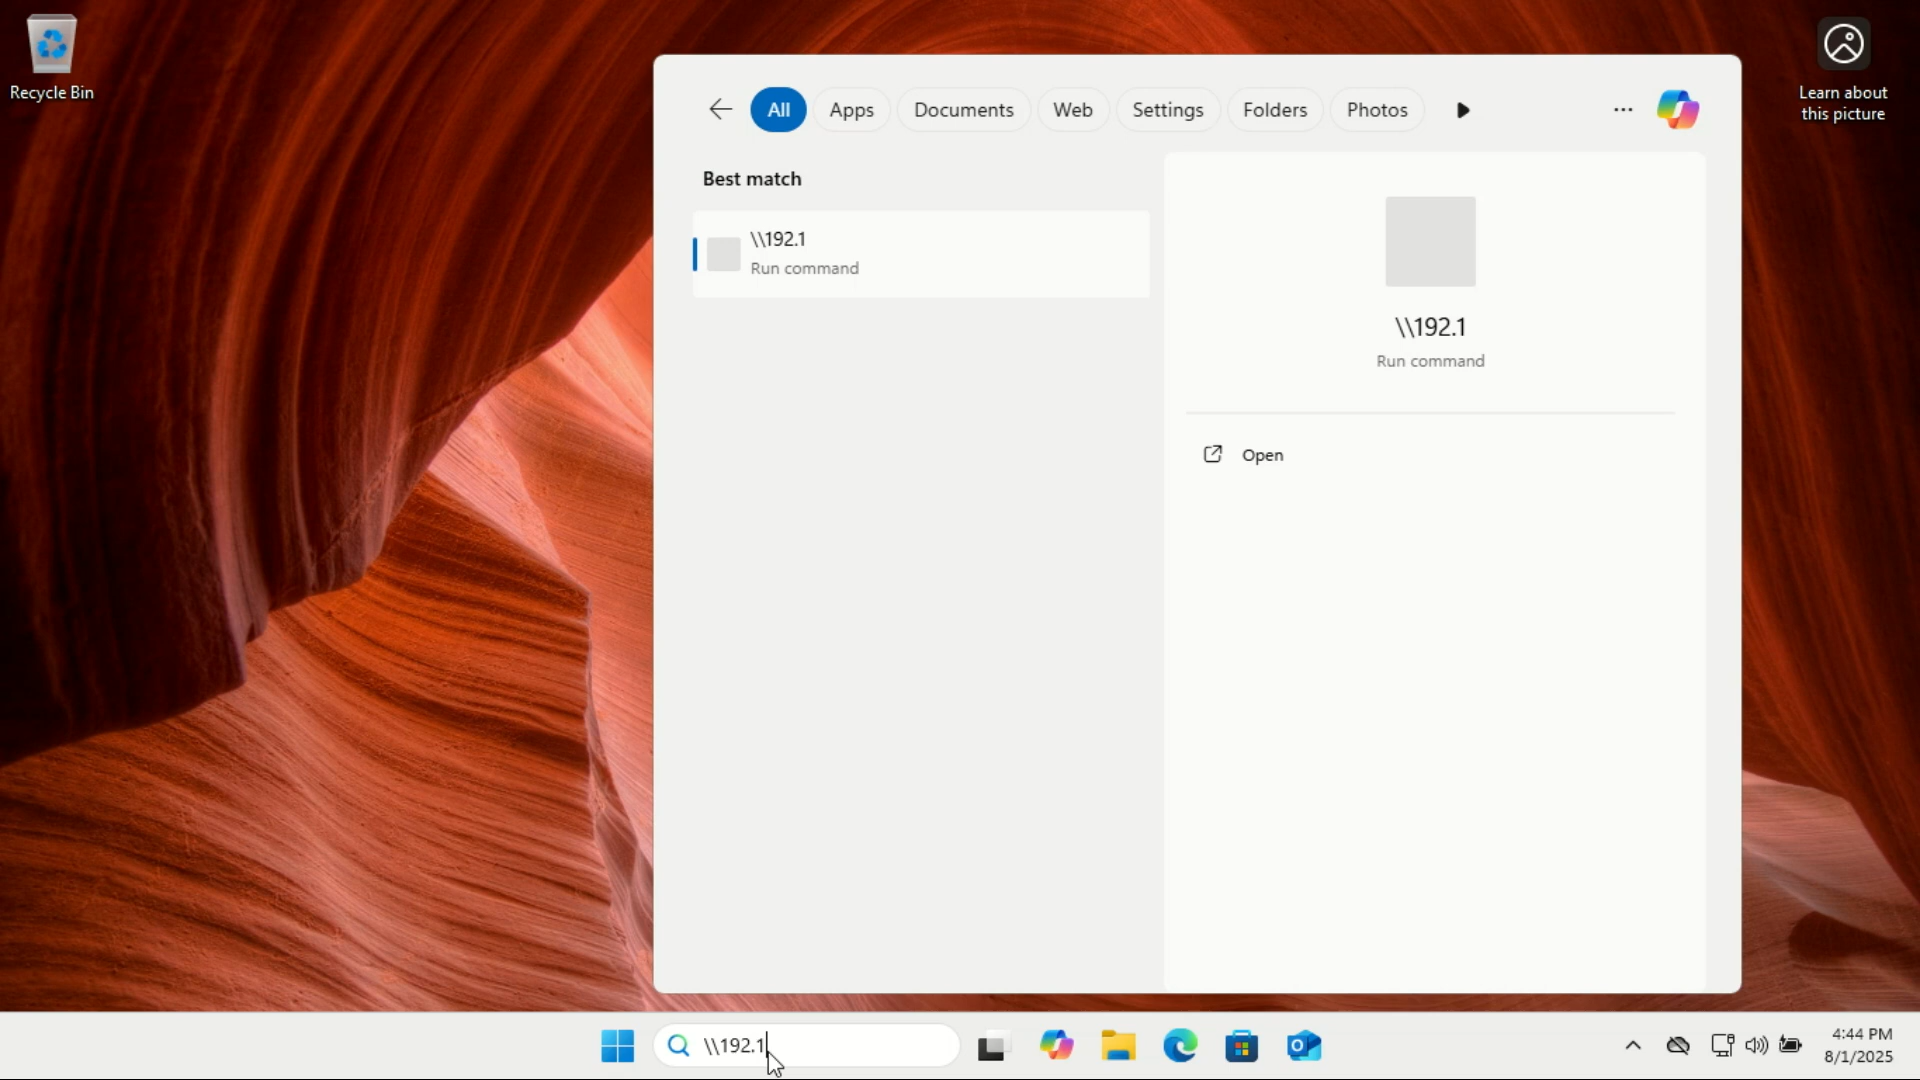 Recycle Bin
Learn about
this picture
All
Apps
Documents
Web
Settings
Folders
Photos
Best match
\\192.1
Run command
\\192.1
Run command
Open
\\192.1
4:44 PM
8/1/2025